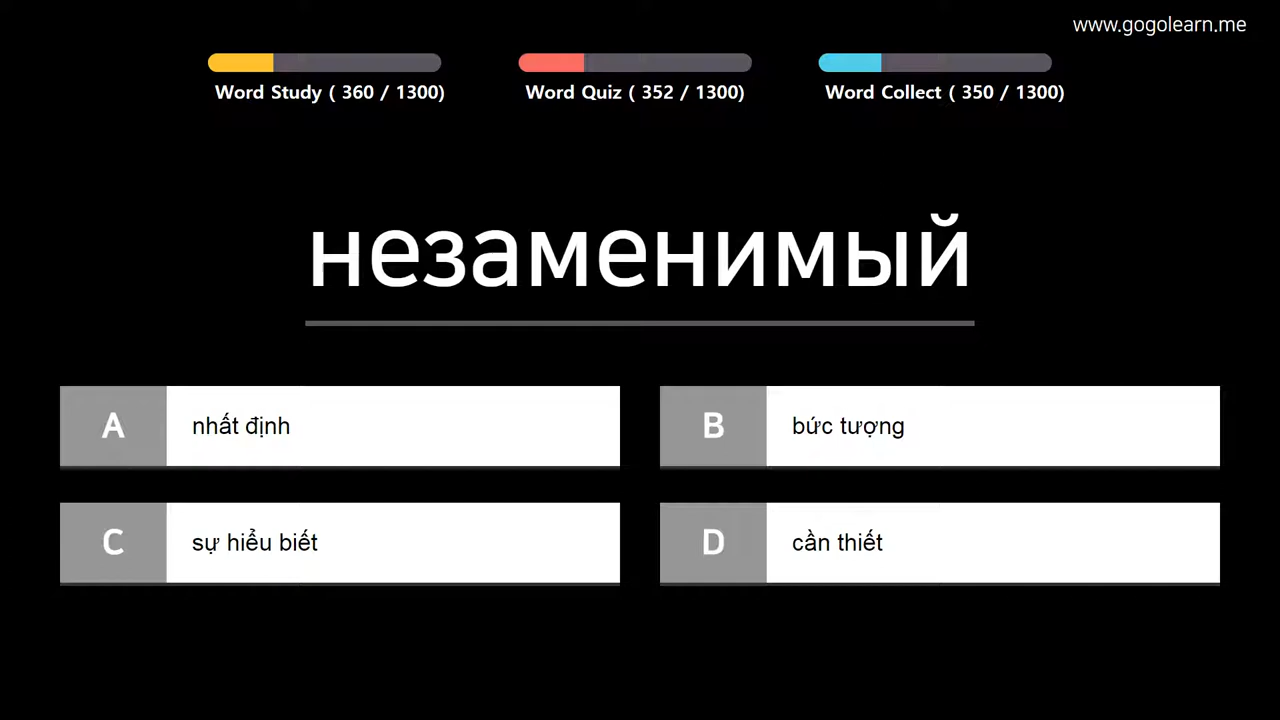 www.gogolearn.me
Word Study ( 360 / 1300)
Word Quiz ( 352 / 1300)
Word Collect ( 350 / 1300)
незаменимый
A nhất định
B bức tượng
C sự hiểu biết
D cần thiết